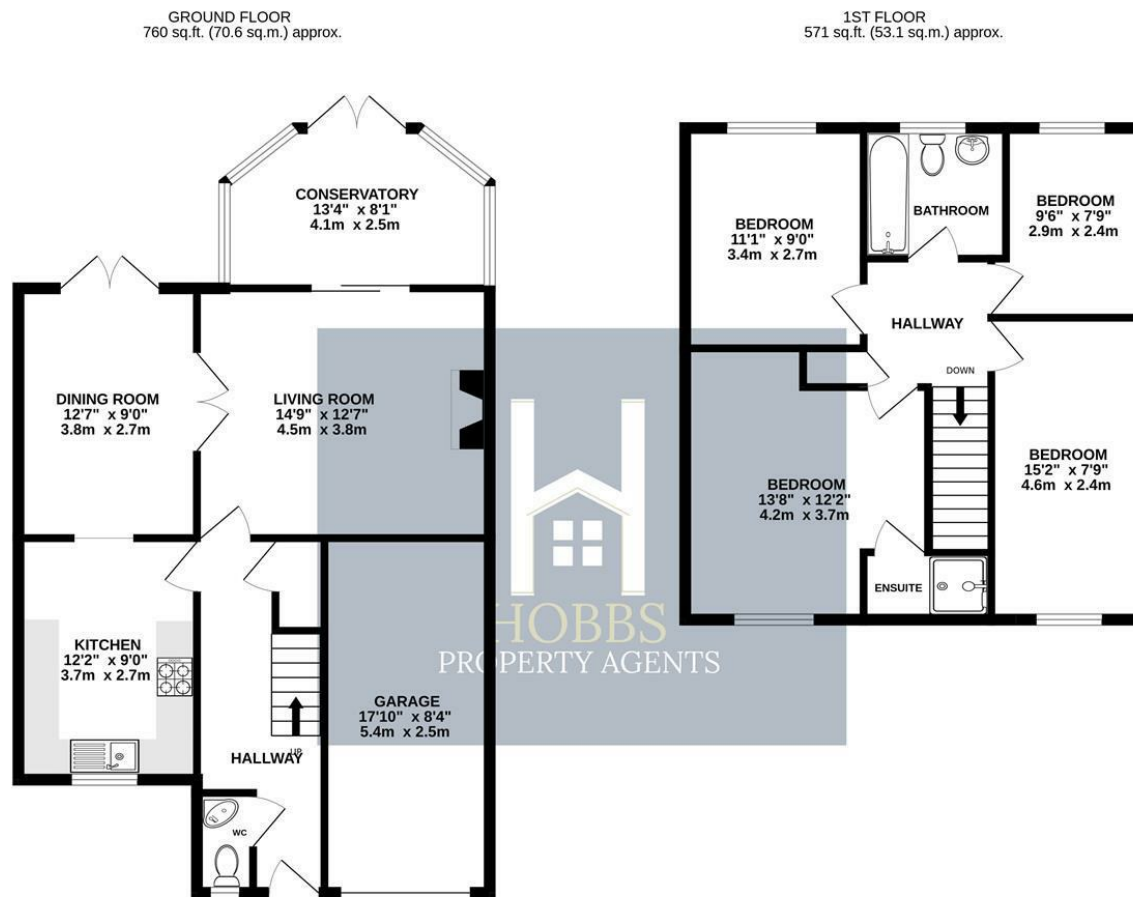 GROUND FLOOR
760 sq.ft. (70.6 sq.m.) approx.
CONSERVATORY
13'4" x 8'1"
4.1m x 2.5m
DINING ROOM
12'7" x 9'0"
3.8m x 2.7m
LIVING ROOM
14'9" x 12'7"
4.5m x 3.8m
KITCHEN
12'2" x 9'0"
3.7m x 2.7m
GARAGE
17'10" x 8'4"
5.4m x 2.5m
UP
HALLWAY
WC
HOBBS
PROPERTY AGENTS
1ST FLOOR
571 sq.ft. (53.1 sq.m.) approx.
BEDROOM
11'1" x 9'0"
3.4m x 2.7m
BATHROOM
BEDROOM
9'6" x 7'9"
2.9m x 2.4m
HALLWAY
DOWN
BEDROOM
13'8" x 12'2"
4.2m x 3.7m
BEDROOM
15'2" x 7'9"
4.6m x 2.4m
ENSUITE